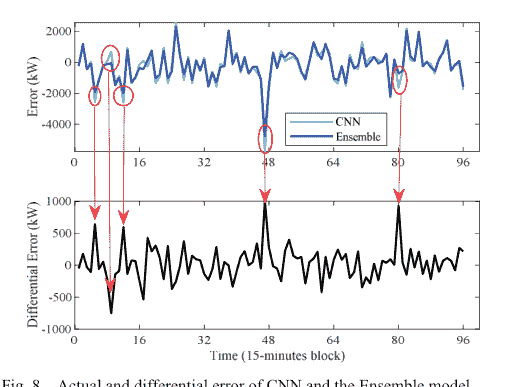 2000
0
-2000
-4000
Error (kW)
CNN
Ensemble
0 16 32 48 64 80 96
1000
500
0
-500
-1000
Differential Error (kW)
0 16 32 48 64 80 96
Time (15-minutes block)
Fig. 8. Actual and differential error of CNN and the Ensemble model